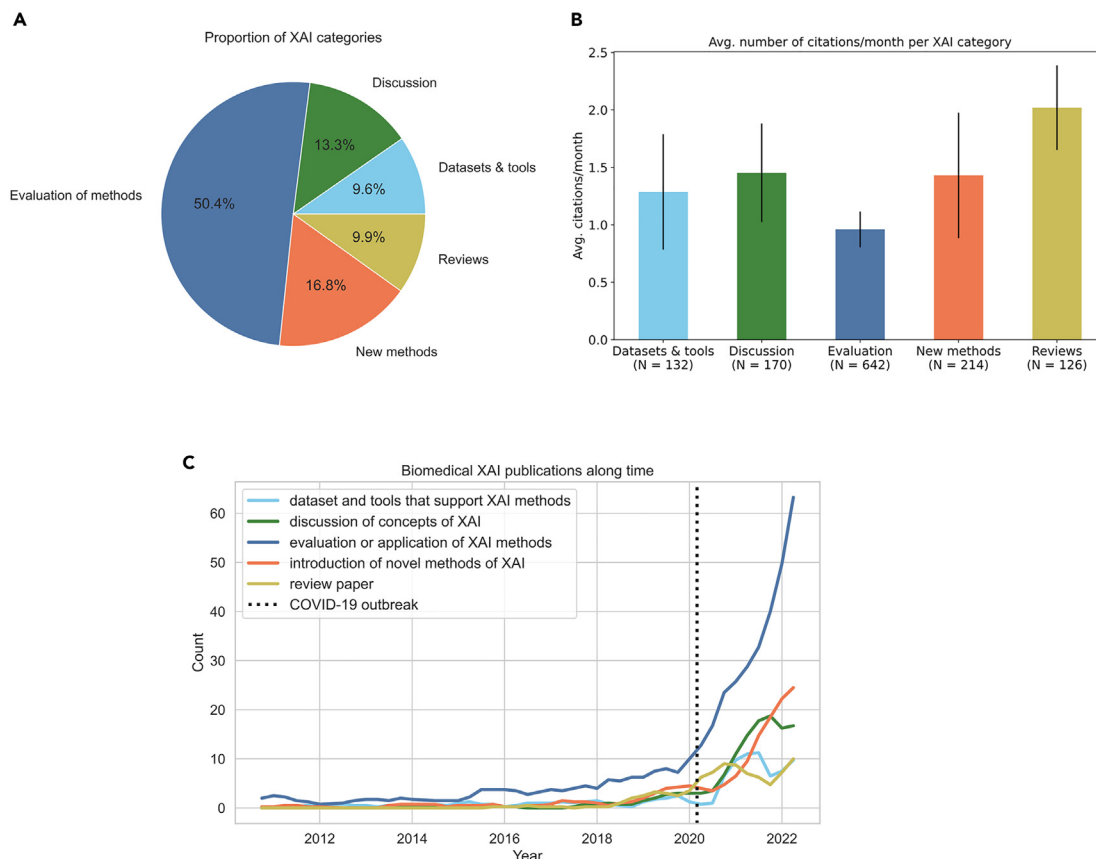 A
Proportion of XAI categories
Discussion
13.3%
Datasets & tools
9.6%
Evaluation of methods
50.4%
9.9%
Reviews
16.8%
New methods
B
Avg. number of citations/month per XAI category
Avg. citations/month
2.5
2.0
1.5
1.0
0.5
0.0
Datasets & tools
(N = 132)
Discussion
(N = 170)
Evaluation
(N = 642)
New methods
(N = 214)
Reviews
(N = 126)
C
Biomedical XAI publications along time
dataset and tools that support XAI methods
discussion of concepts of XAI
evaluation or application of XAI methods
introduction of novel methods of XAI
review paper
COVID-19 outbreak
Count
60
50
40
30
20
10
0
2012
2014
2016
2018
2020
2022
Year